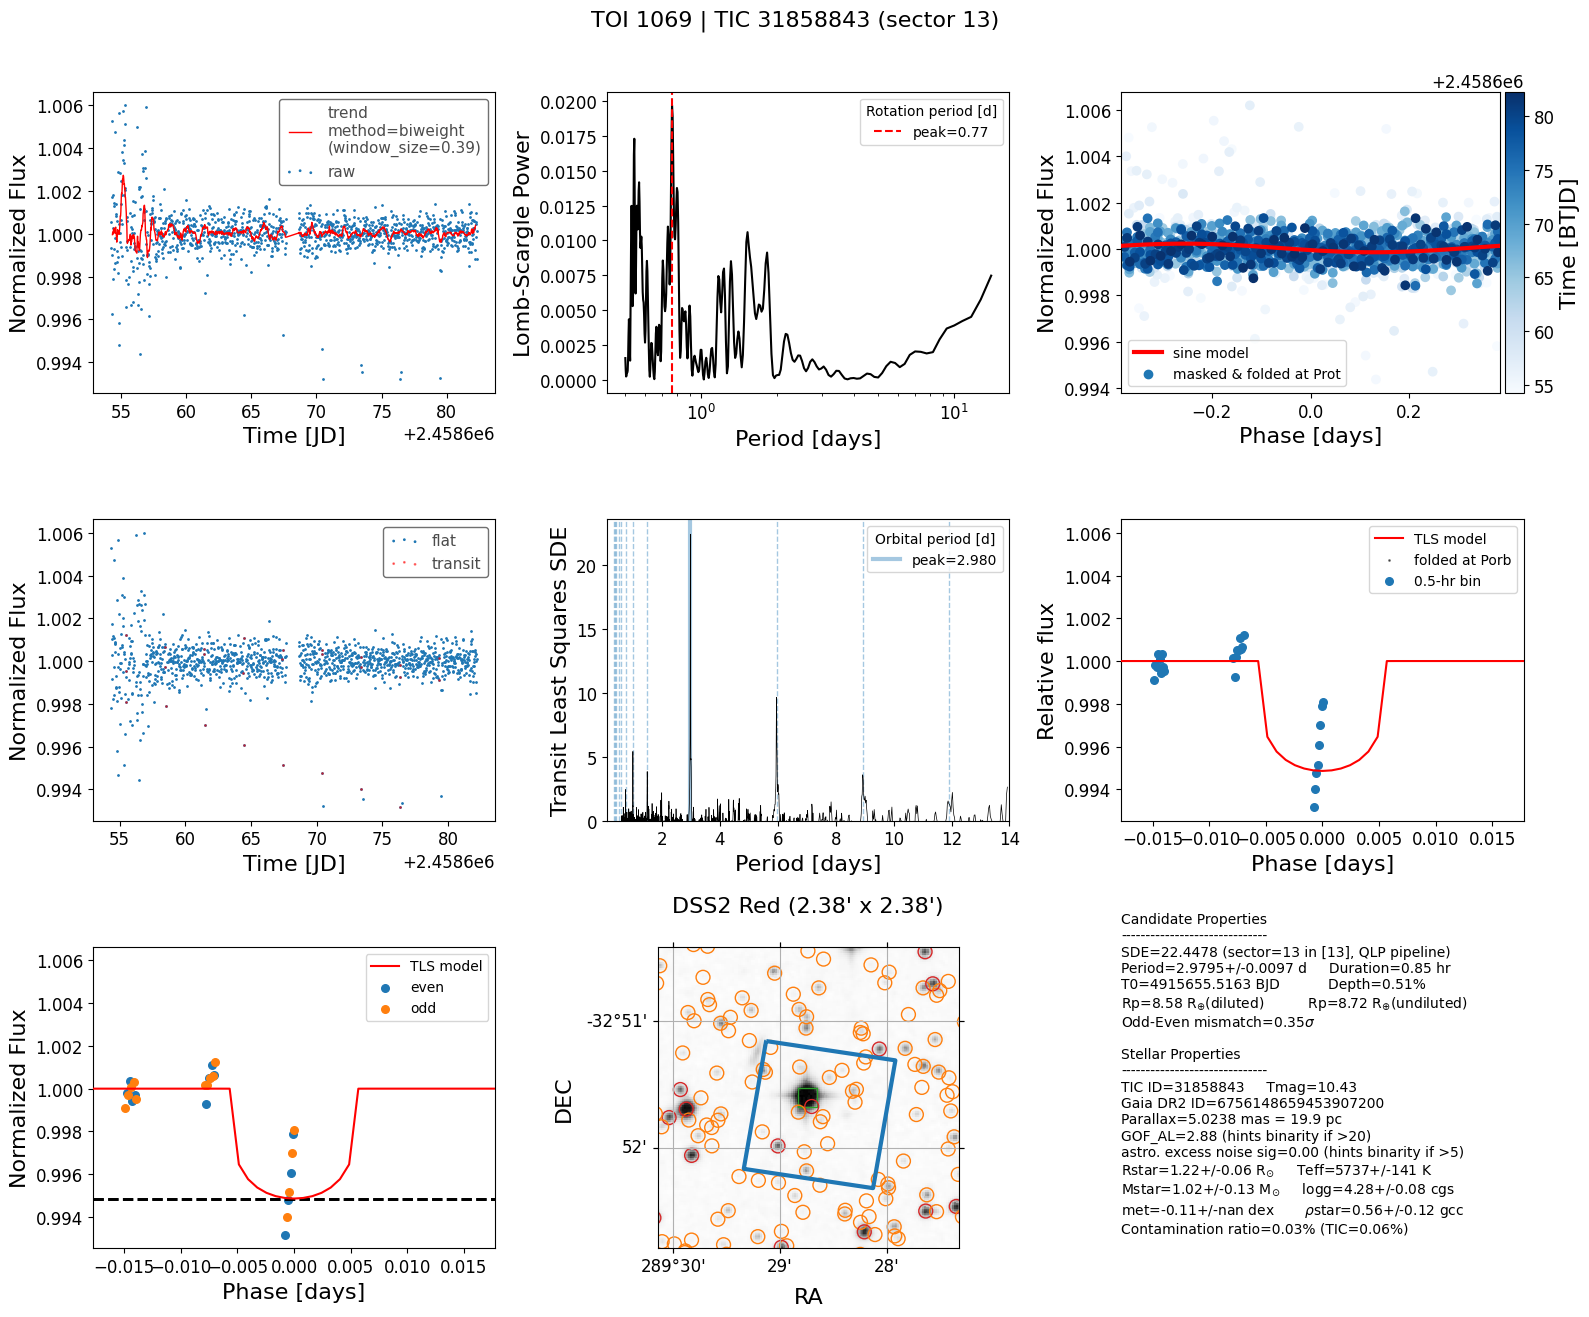 TOI 1069 | TIC 31858843 (sector 13)
Normalized Flux
1.006
1.004
1.002
1.000
0.998
0.996
0.994
trend
method=biweight
(window_size=0.39)
raw
55 60 65 70 75 80
Time [JD]
+2.4586e6
Lomb-Scargle Power
0.0200
0.0175
0.0150
0.0125
0.0100
0.0075
0.0050
0.0025
0.0000
Rotation period [d]
peak=0.77
10^0 10^1
Period [days]
Normalized Flux
1.006
1.004
1.002
1.000
0.998
0.996
0.994
sine model
masked & folded at Prot
−0.2 0.0 0.2
Phase [days]
+2.4586e6
80
75
70
65
60
55
Time [BTJD]
Normalized Flux
1.006
1.004
1.002
1.000
0.998
0.996
0.994
flat
transit
55 60 65 70 75 80
Time [JD]
+2.4586e6
Transit Least Squares SDE
20
15
10
5
0
Orbital period [d]
peak=2.980
2 4 6 8 10 12 14
Period [days]
Relative flux
1.006
1.004
1.002
1.000
0.998
0.996
0.994
TLS model
folded at Porb
0.5-hr bin
−0.015 −0.010 −0.005 0.000 0.005 0.010 0.015
Phase [days]
Normalized Flux
1.006
1.004
1.002
1.000
0.998
0.996
0.994
TLS model
even
odd
−0.015 −0.010 −0.005 0.000 0.005 0.010 0.015
Phase [days]
DSS2 Red (2.38' x 2.38')
DEC
-32°51'
52'
289°30' 29' 28'
RA
Candidate Properties
------------------------------
SDE=22.4478 (sector=13 in [13], QLP pipeline)
Period=2.9795+/-0.0097 d Duration=0.85 hr
T0=4915655.5163 BJD Depth=0.51%
Rp=8.58 R⊕(diluted) Rp=8.72 R⊕(undiluted)
Odd-Even mismatch=0.35σ
Stellar Properties
------------------------------
TIC ID=31858843 Tmag=10.43
Gaia DR2 ID=6756148659453907200
Parallax=5.0238 mas = 19.9 pc
GOF_AL=2.88 (hints binarity if >20)
astro. excess noise sig=0.00 (hints binarity if >5)
Rstar=1.22+/-0.06 R⊙ Teff=5737+/-141 K
Mstar=1.02+/-0.13 M⊙ logg=4.28+/-0.08 cgs
met=-0.11+/-nan dex ρstar=0.56+/-0.12 gcc
Contamination ratio=0.03% (TIC=0.06%)